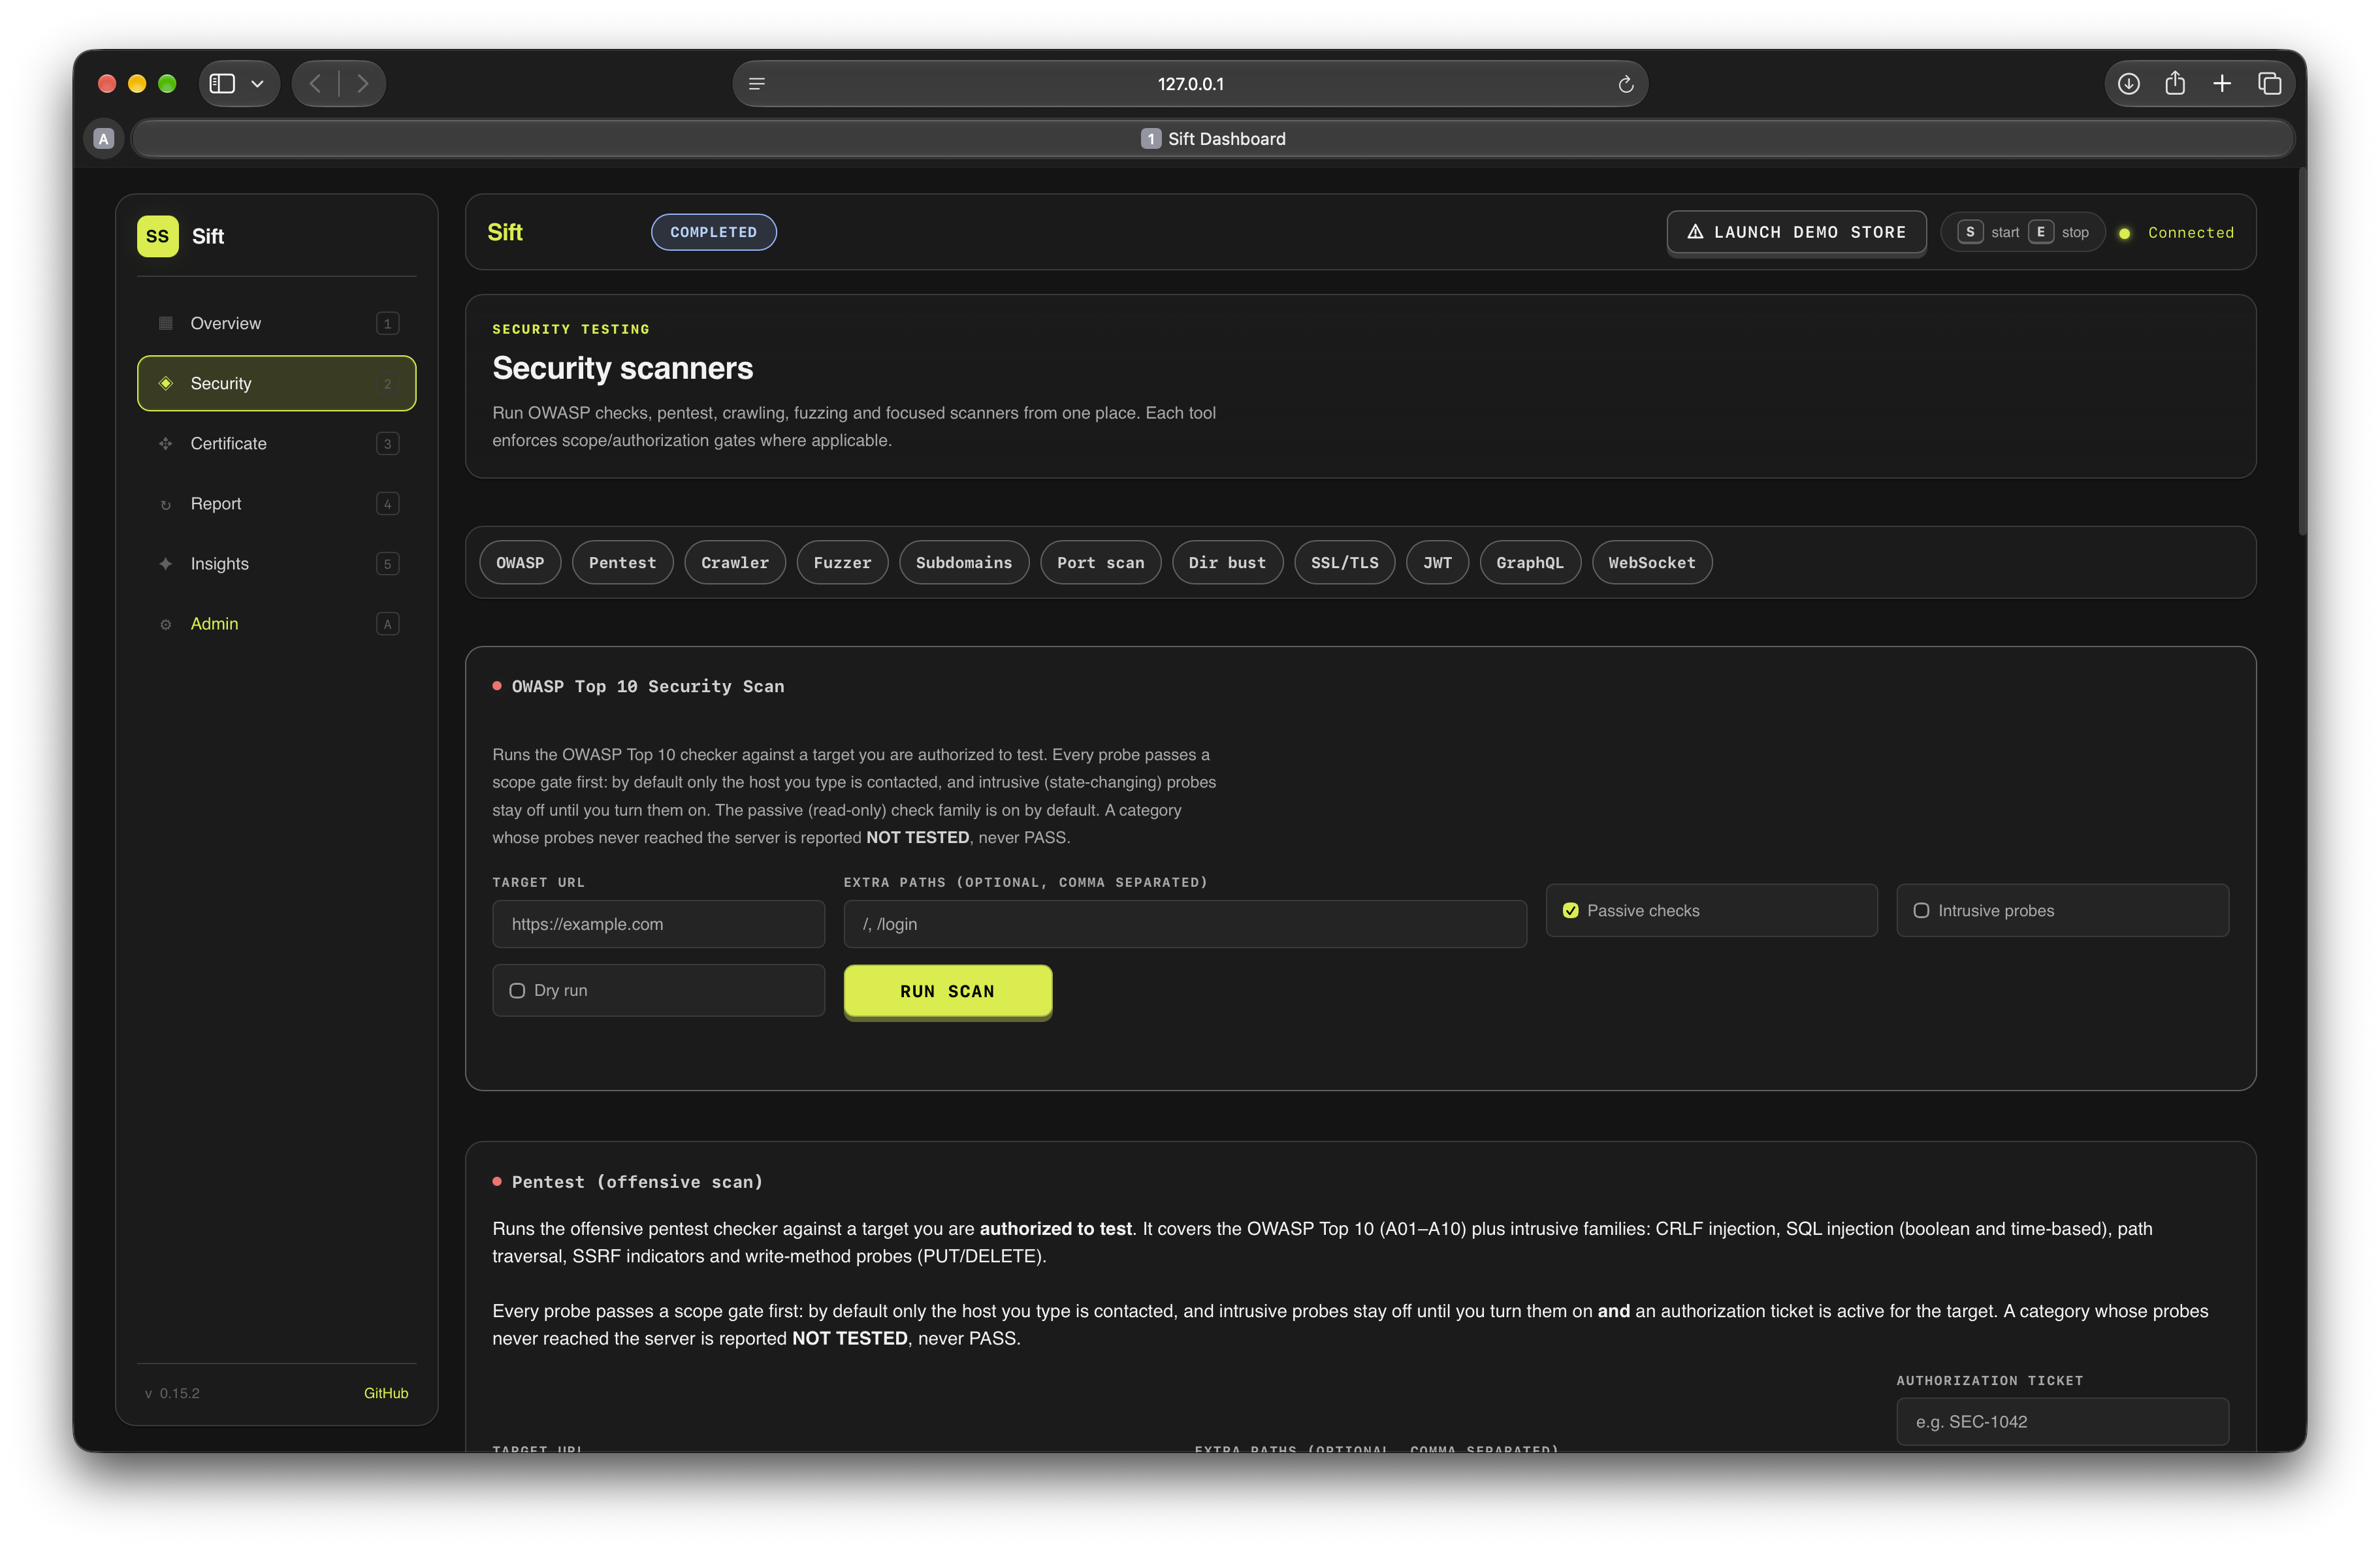 127.0.0.1
A
1 Sift Dashboard
SS Sift
Overview 1
Security 2
Certificate 3
Report 4
Insights 5
Admin A
v 0.15.2 GitHub
Sift COMPLETED LAUNCH DEMO STORE S start E stop Connected
SECURITY TESTING
Security scanners
Run OWASP checks, pentest, crawling, fuzzing and focused scanners from one place. Each tool
enforces scope/authorization gates where applicable.
OWASP Pentest Crawler Fuzzer Subdomains Port scan Dir bust SSL/TLS JWT GraphQL WebSocket
OWASP Top 10 Security Scan
Runs the OWASP Top 10 checker against a target you are authorized to test. Every probe passes a
scope gate first: by default only the host you type is contacted, and intrusive (state-changing) probes
stay off until you turn them on. The passive (read-only) check family is on by default. A category
whose probes never reached the server is reported NOT TESTED, never PASS.
TARGET URL EXTRA PATHS (OPTIONAL, COMMA SEPARATED)
https://example.com /, /login Passive checks Intrusive probes
Dry run RUN SCAN
Pentest (offensive scan)
Runs the offensive pentest checker against a target you are authorized to test. It covers the OWASP Top 10 (A01–A10) plus intrusive families: CRLF injection, SQL injection (boolean and time-based), path
traversal, SSRF indicators and write-method probes (PUT/DELETE).
Every probe passes a scope gate first: by default only the host you type is contacted, and intrusive probes stay off until you turn them on and an authorization ticket is active for the target. A category whose probes
never reached the server is reported NOT TESTED, never PASS.
AUTHORIZATION TICKET
e.g. SEC-1042
TARGET URL EXTRA PATHS (OPTIONAL, COMMA SEPARATED)